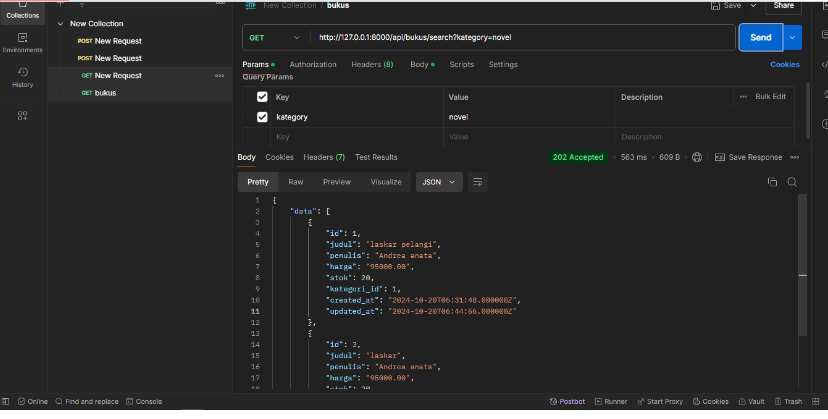 Collections
Environments
History
New Collection
POST New Request
POST New Request
GET New Request
GET bukus
HTTP New Collection / bukus
Save
Share
GET
http://127.0.0.1:8000/api/bukus/search?kategory=novel
Send
Params Authorization Headers (8) Body Scripts Settings Cookies
Query Params
Key Value Description Bulk Edit
kategory novel
Key Value Description
Body Cookies Headers (7) Test Results 202 Accepted 563 ms 609 B Save Response
Pretty Raw Preview Visualize JSON
1 {
2 "data": [
3 {
4 "id": 1,
5 "judul": "laskar pelangi",
6 "penulis": "Andrea anata",
7 "harga": "95000.00",
8 "stok": 20,
9 "kategori_id": 1,
10 "created_at": "2024-10-20T06:31:48.000000Z",
11 "updated_at": "2024-10-20T06:44:56.000000Z"
12 },
13 {
14 "id": 3,
15 "judul": "laskar",
16 "penulis": "Andrea anata",
17 "harga": "95000.00",
18 "stok": 20
Online Find and replace Console Postbot Runner Start Proxy Cookies Vault Trash